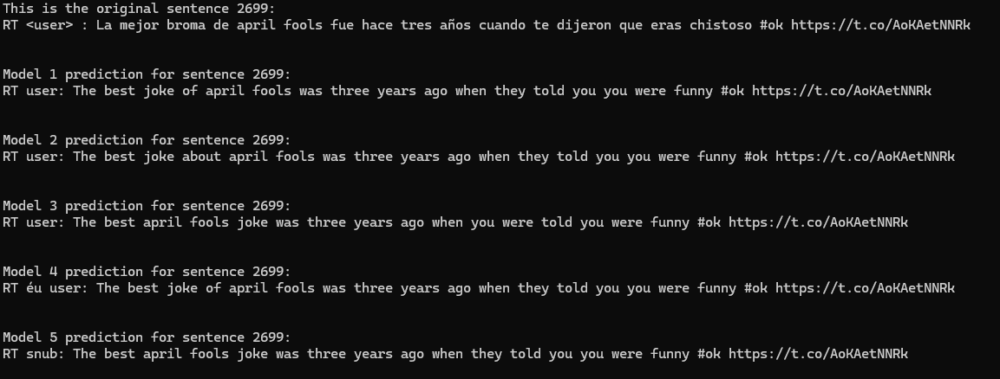 This is the original sentence 2699:
RT <user> : La mejor broma de april fools fue hace tres años cuando te dijeron que eras chistoso #ok https://t.co/AoKAetNNRk
Model 1 prediction for sentence 2699:
RT user: The best joke of april fools was three years ago when they told you you were funny #ok https://t.co/AoKAetNNRk
Model 2 prediction for sentence 2699:
RT user: The best joke about april fools was three years ago when they told you you were funny #ok https://t.co/AoKAetNNRk
Model 3 prediction for sentence 2699:
RT user: The best april fools joke was three years ago when you were told you were funny #ok https://t.co/AoKAetNNRk
Model 4 prediction for sentence 2699:
RT éu user: The best joke of april fools was three years ago when they told you you were funny #ok https://t.co/AoKAetNNRk
Model 5 prediction for sentence 2699:
RT snub: The best april fools joke was three years ago when they told you you were funny #ok https://t.co/AoKAetNNRk